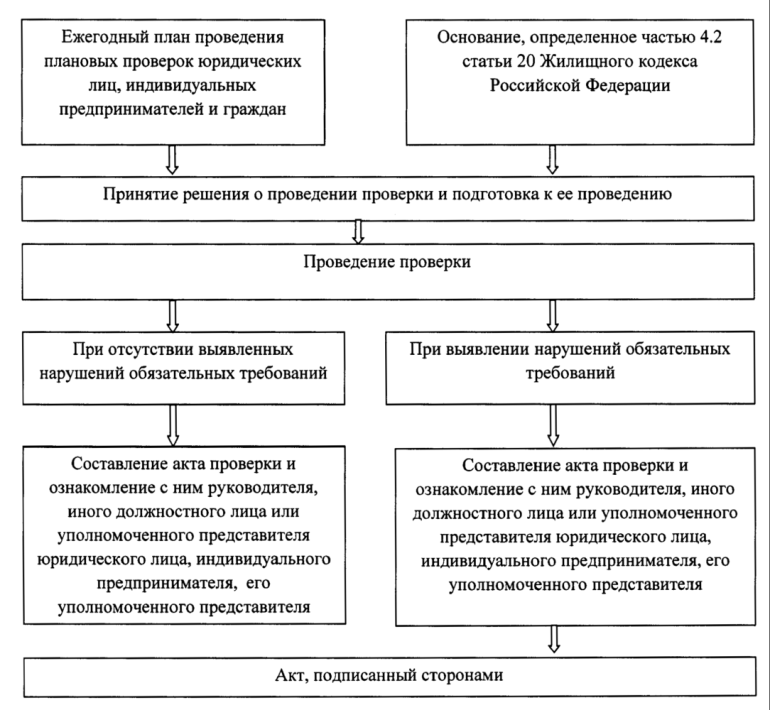 Ежегодный план проведения
плановых проверок юридических
лиц, индивидуальных
предпринимателей и граждан
Основание, определенное частью 4.2
статьи 20 Жилищного кодекса
Российской Федерации
Принятие решения о проведении проверки и подготовка к ее проведению
Проведение проверки
При отсутствии выявленных
нарушений обязательных требований
При выявлении нарушений обязательных
требований
Составление акта проверки и
ознакомление с ним руководителя,
иного должностного лица или
уполномоченного представителя
юридического лица, индивидуального
предпринимателя, его
уполномоченного представителя
Составление акта проверки и
ознакомление с ним руководителя, иного
должностного лица или уполномоченного
представителя юридического лица,
индивидуального предпринимателя, его
уполномоченного представителя
Акт, подписанный сторонами